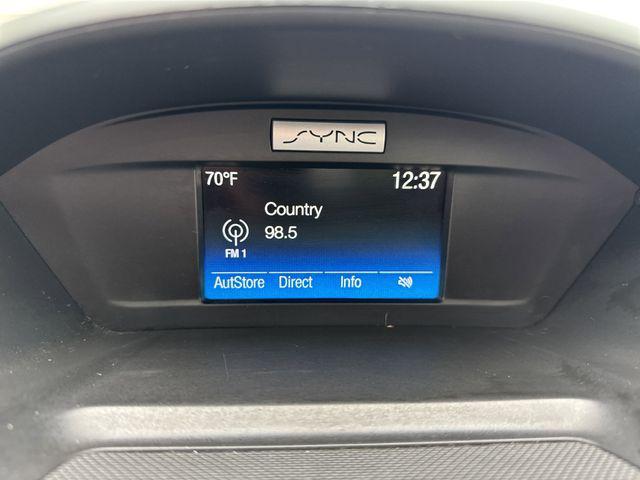 SYNC
70°F 12:37
Country
98.5
FM 1
AutStore Direct Info